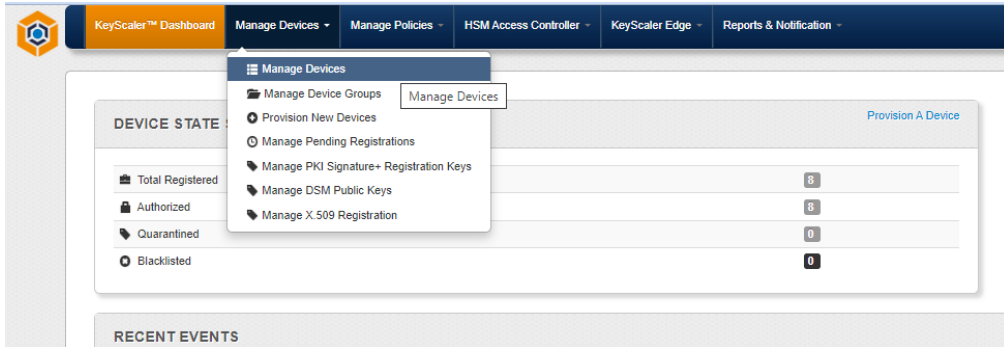 KeyScaler™ Dashboard Manage Devices Manage Policies HSM Access Controller KeyScaler Edge Reports & Notification
Manage Devices
Manage Device Groups
Manage Devices
Provision New Devices
Manage Pending Registrations
Manage PKI Signature+ Registration Keys
Manage DSM Public Keys
Manage X.509 Registration
DEVICE STATE
Provision A Device
Total Registered 8
Authorized 8
Quarantined 0
Blacklisted 0
RECENT EVENTS